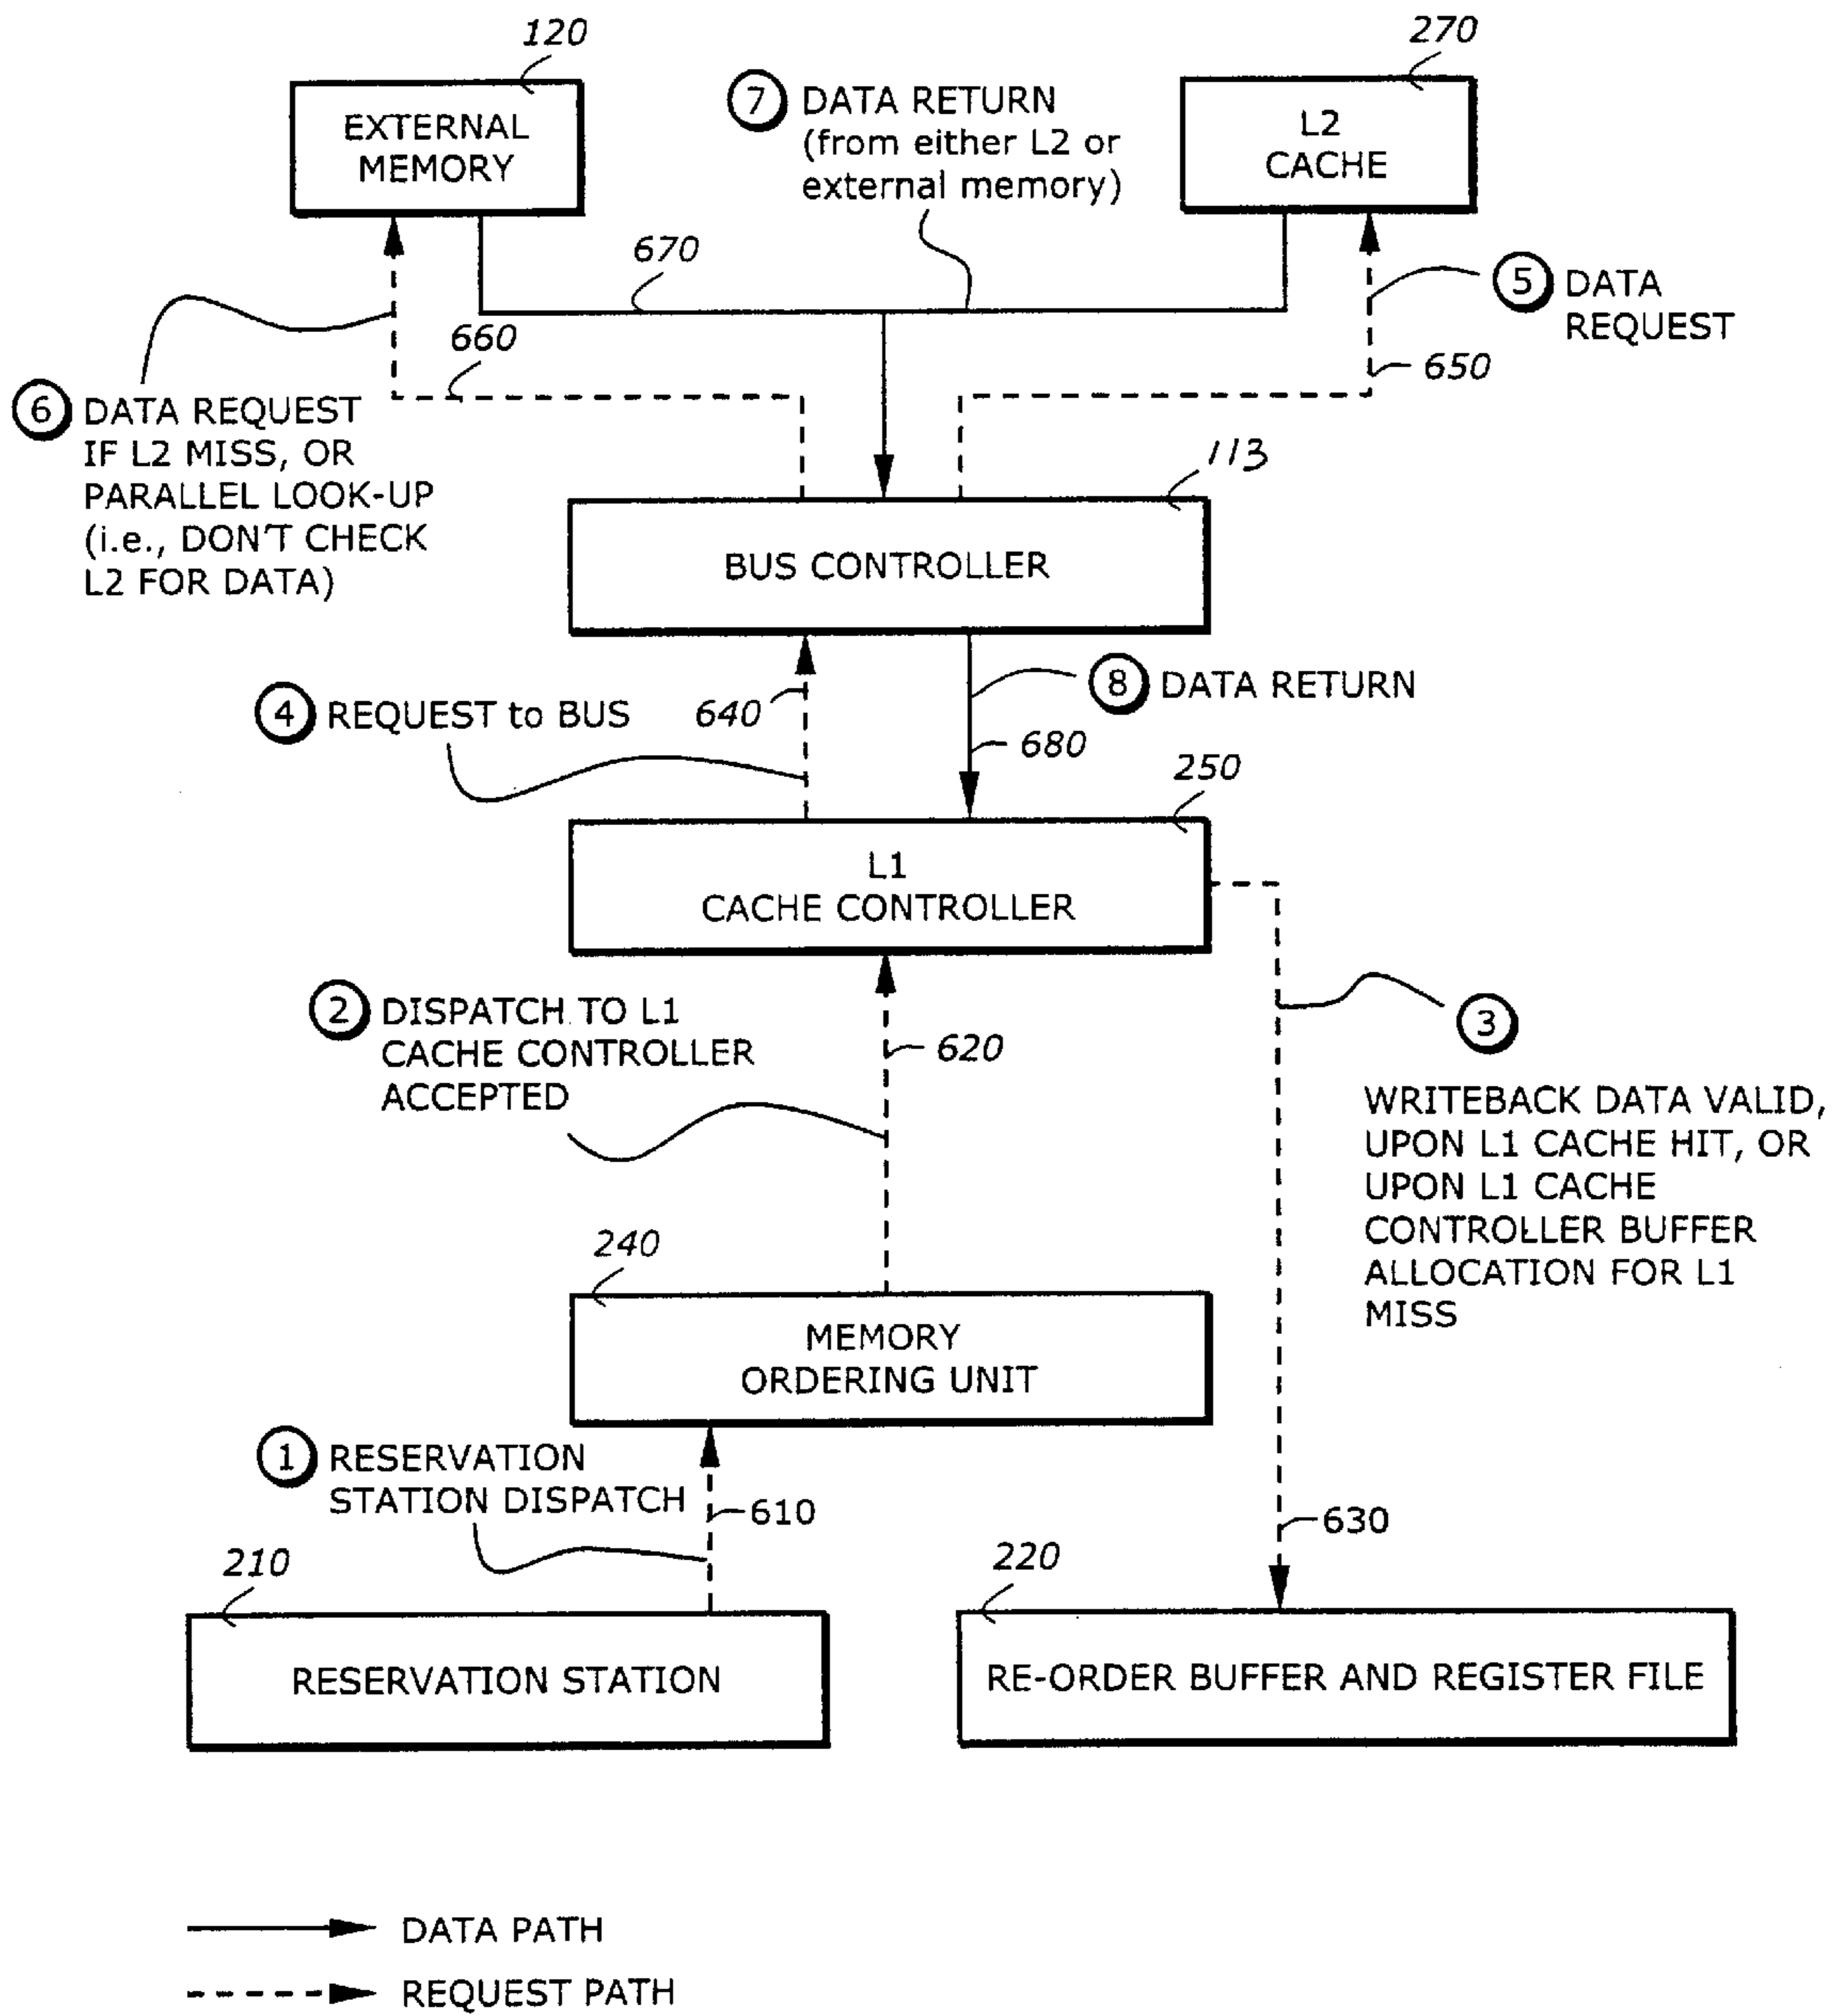 120
270
EXTERNAL
MEMORY
7 DATA RETURN
(from either L2 or
external memory)
L2
CACHE
670
5 DATA
REQUEST
660
650
6 DATA REQUEST
IF L2 MISS, OR
PARALLEL LOOK-UP
(i.e., DON'T CHECK
L2 FOR DATA)
113
BUS CONTROLLER
4 REQUEST to BUS
640
8 DATA RETURN
680
250
L1
CACHE CONTROLLER
2 DISPATCH TO L1
CACHE CONTROLLER
ACCEPTED
620
3
WRITEBACK DATA VALID,
UPON L1 CACHE HIT, OR
UPON L1 CACHE
CONTROLLER BUFFER
ALLOCATION FOR L1
MISS
240
MEMORY
ORDERING UNIT
1 RESERVATION
STATION DISPATCH
610
630
210
220
RESERVATION STATION
RE-ORDER BUFFER AND REGISTER FILE
DATA PATH
REQUEST PATH